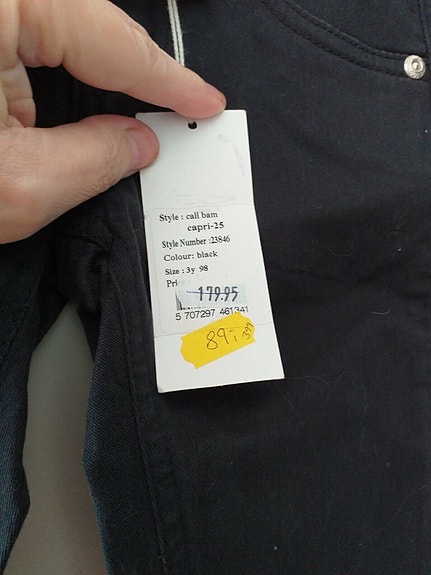 Style : call bam
capri-25
Style Number :23846
Colour: black
Size : 3y 98
Pri
179.95
5 707297 461341
89,-